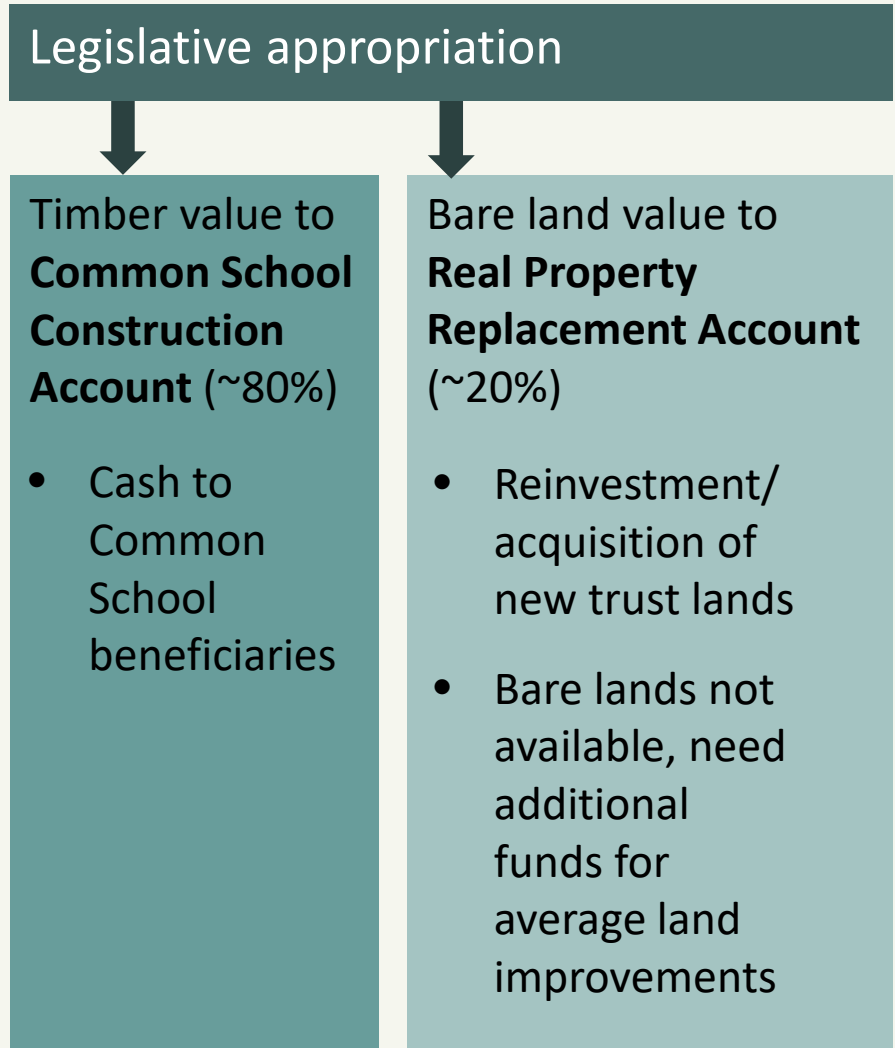 Legislative appropriation
Timber value to
Common School
Construction
Account (~80%)
• Cash to
Common
School
beneficiaries
Bare land value to
Real Property
Replacement Account
(~20%)
• Reinvestment/
acquisition of
new trust lands
• Bare lands not
available, need
additional
funds for
average land
improvements